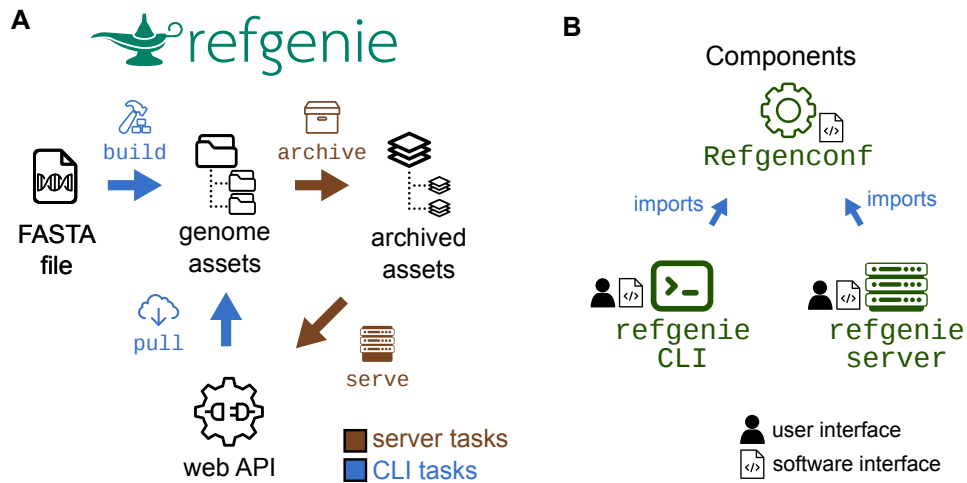 A
refgenie
build
archive
FASTA
file
genome
assets
archived
assets
pull
serve
web API
server tasks
CLI tasks
B
Components
</>
Refgenconf
imports
imports
</>
</>
refgenie
CLI
refgenie
server
user interface
</>
software interface